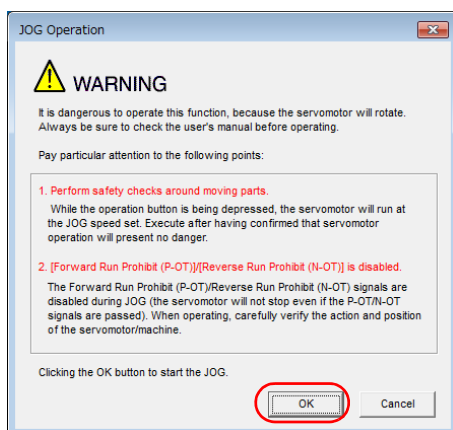 JOG Operation
WARNING
It is dangerous to operate this function, because the servomotor will rotate.
Always be sure to check the user's manual before operating.
Pay particular attention to the following points:
1. Perform safety checks around moving parts.
While the operation button is being depressed, the servomotor will run at
the JOG speed set. Execute after having confirmed that servomotor
operation will present no danger.
2. [Forward Run Prohibit (P-OT)]/[Reverse Run Prohibit (N-OT)] is disabled.
The Forward Run Prohibit (P-OT)/Reverse Run Prohibit (N-OT) signals are
disabled during JOG (the servomotor will not stop even if the P-OT/N-OT
signals are passed). When operating, carefully verify the action and position
of the servomotor/machine.
Clicking the OK button to start the JOG.
OK
Cancel